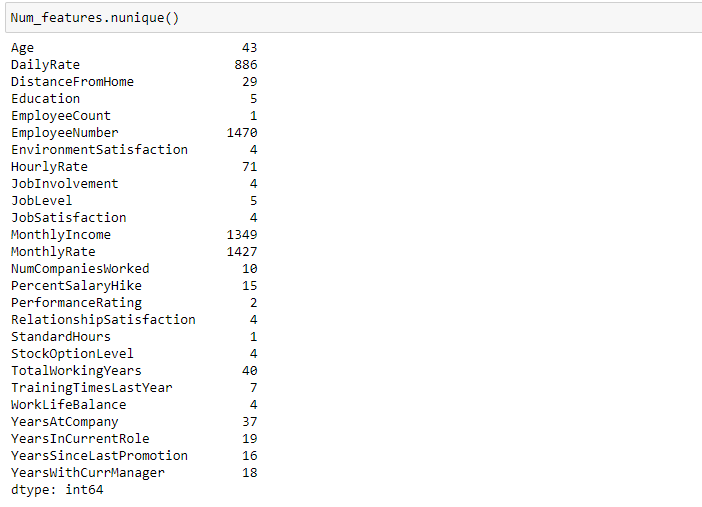 Num_features.nunique()
Age 43
DailyRate 886
DistanceFromHome 29
Education 5
EmployeeCount 1
EmployeeNumber 1470
EnvironmentSatisfaction 4
HourlyRate 71
JobInvolvement 4
JobLevel 5
JobSatisfaction 4
MonthlyIncome 1349
MonthlyRate 1427
NumCompaniesWorked 10
PercentSalaryHike 15
PerformanceRating 2
RelationshipSatisfaction 4
StandardHours 1
StockOptionLevel 4
TotalWorkingYears 40
TrainingTimesLastYear 7
WorkLifeBalance 4
YearsAtCompany 37
YearsInCurrentRole 19
YearsSinceLastPromotion 16
YearsWithCurrManager 18
dtype: int64